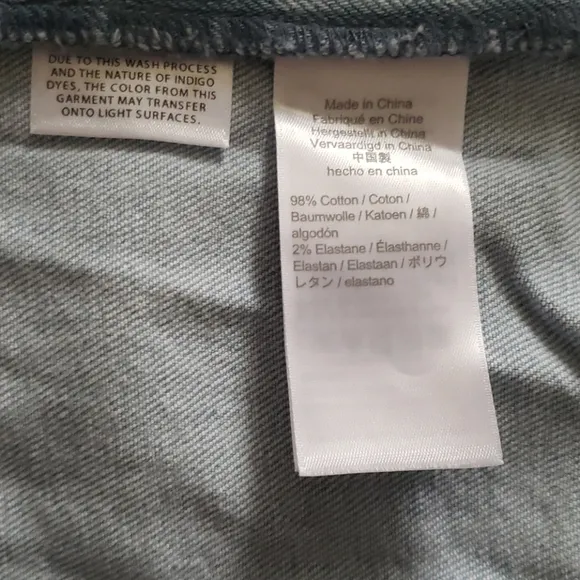 DUE TO THIS WASH PROCESS
AND THE NATURE OF INDIGO
DYES, THE COLOR FROM THIS
GARMENT MAY TRANSFER
ONTO LIGHT SURFACES.
Made in China
Fabriqué en Chine
Hergestellt in China
Vervaardigd in China
中国製
hecho en china
98% Cotton / Coton /
Baumwolle / Katoen / 綿 /
algodón
2% Elastane / Élasthanne /
Elastan / Elastaan / ポリウ
レタン / elastano